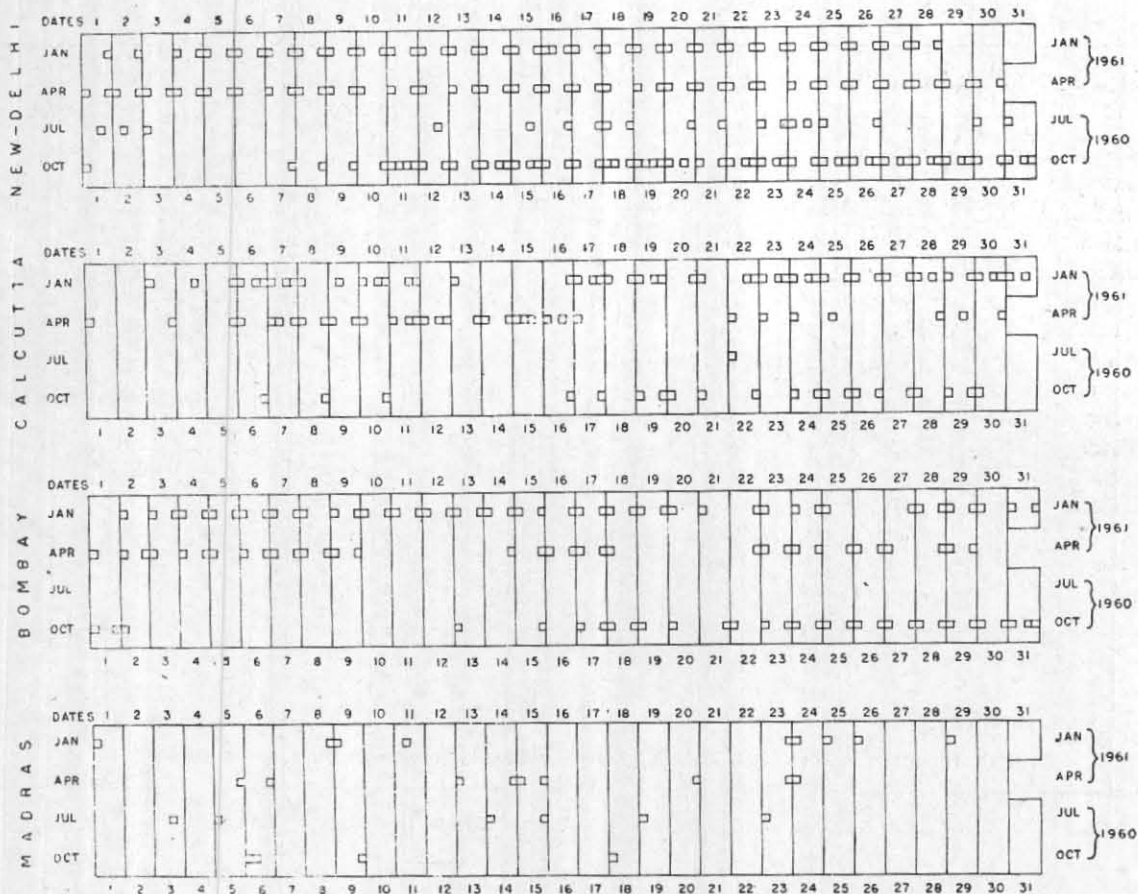 NEW-DELHI
DATES 1 2 3 4 5 6 7 8 9 10 11 12 13 14 15 16 17 18 19 20 21 22 23 24 25 26 27 28 29 30 31
JAN JAN
1961
APR APR
JUL JUL
1960
OCT OCT
1 2 3 4 5 6 7 8 9 10 11 12 13 14 15 16 17 18 19 20 21 22 23 24 25 26 27 28 29 30 31
CALCUTTA
DATES 1 2 3 4 5 6 7 8 9 10 11 12 13 14 15 16 17 18 19 20 21 22 23 24 25 26 27 28 29 30 31
JAN JAN
1961
APR APR
JUL JUL
1960
OCT OCT
1 2 3 4 5 6 7 8 9 10 11 12 13 14 15 16 17 18 19 20 21 22 23 24 25 26 27 28 29 30 31
BOMBAY
DATES 1 2 3 4 5 6 7 8 9 10 11 12 13 14 15 16 17 18 19 20 21 22 23 24 25 26 27 28 29 30 31
JAN JAN
1961
APR APR
JUL JUL
1960
OCT OCT
1 2 3 4 5 6 7 8 9 10 11 12 13 14 15 16 17 18 19 20 21 22 23 24 25 26 27 28 29 30 31
MADRAS
DATES 1 2 3 4 5 6 7 8 9 10 11 12 13 14 15 16 17 18 19 20 21 22 23 24 25 26 27 28 29 30 31
JAN JAN
1961
APR APR
JUL JUL
1960
OCT OCT
1 2 3 4 5 6 7 8 9 10 11 12 13 14 15 16 17 18 19 20 21 22 23 24 25 26 27 28 29 30 31